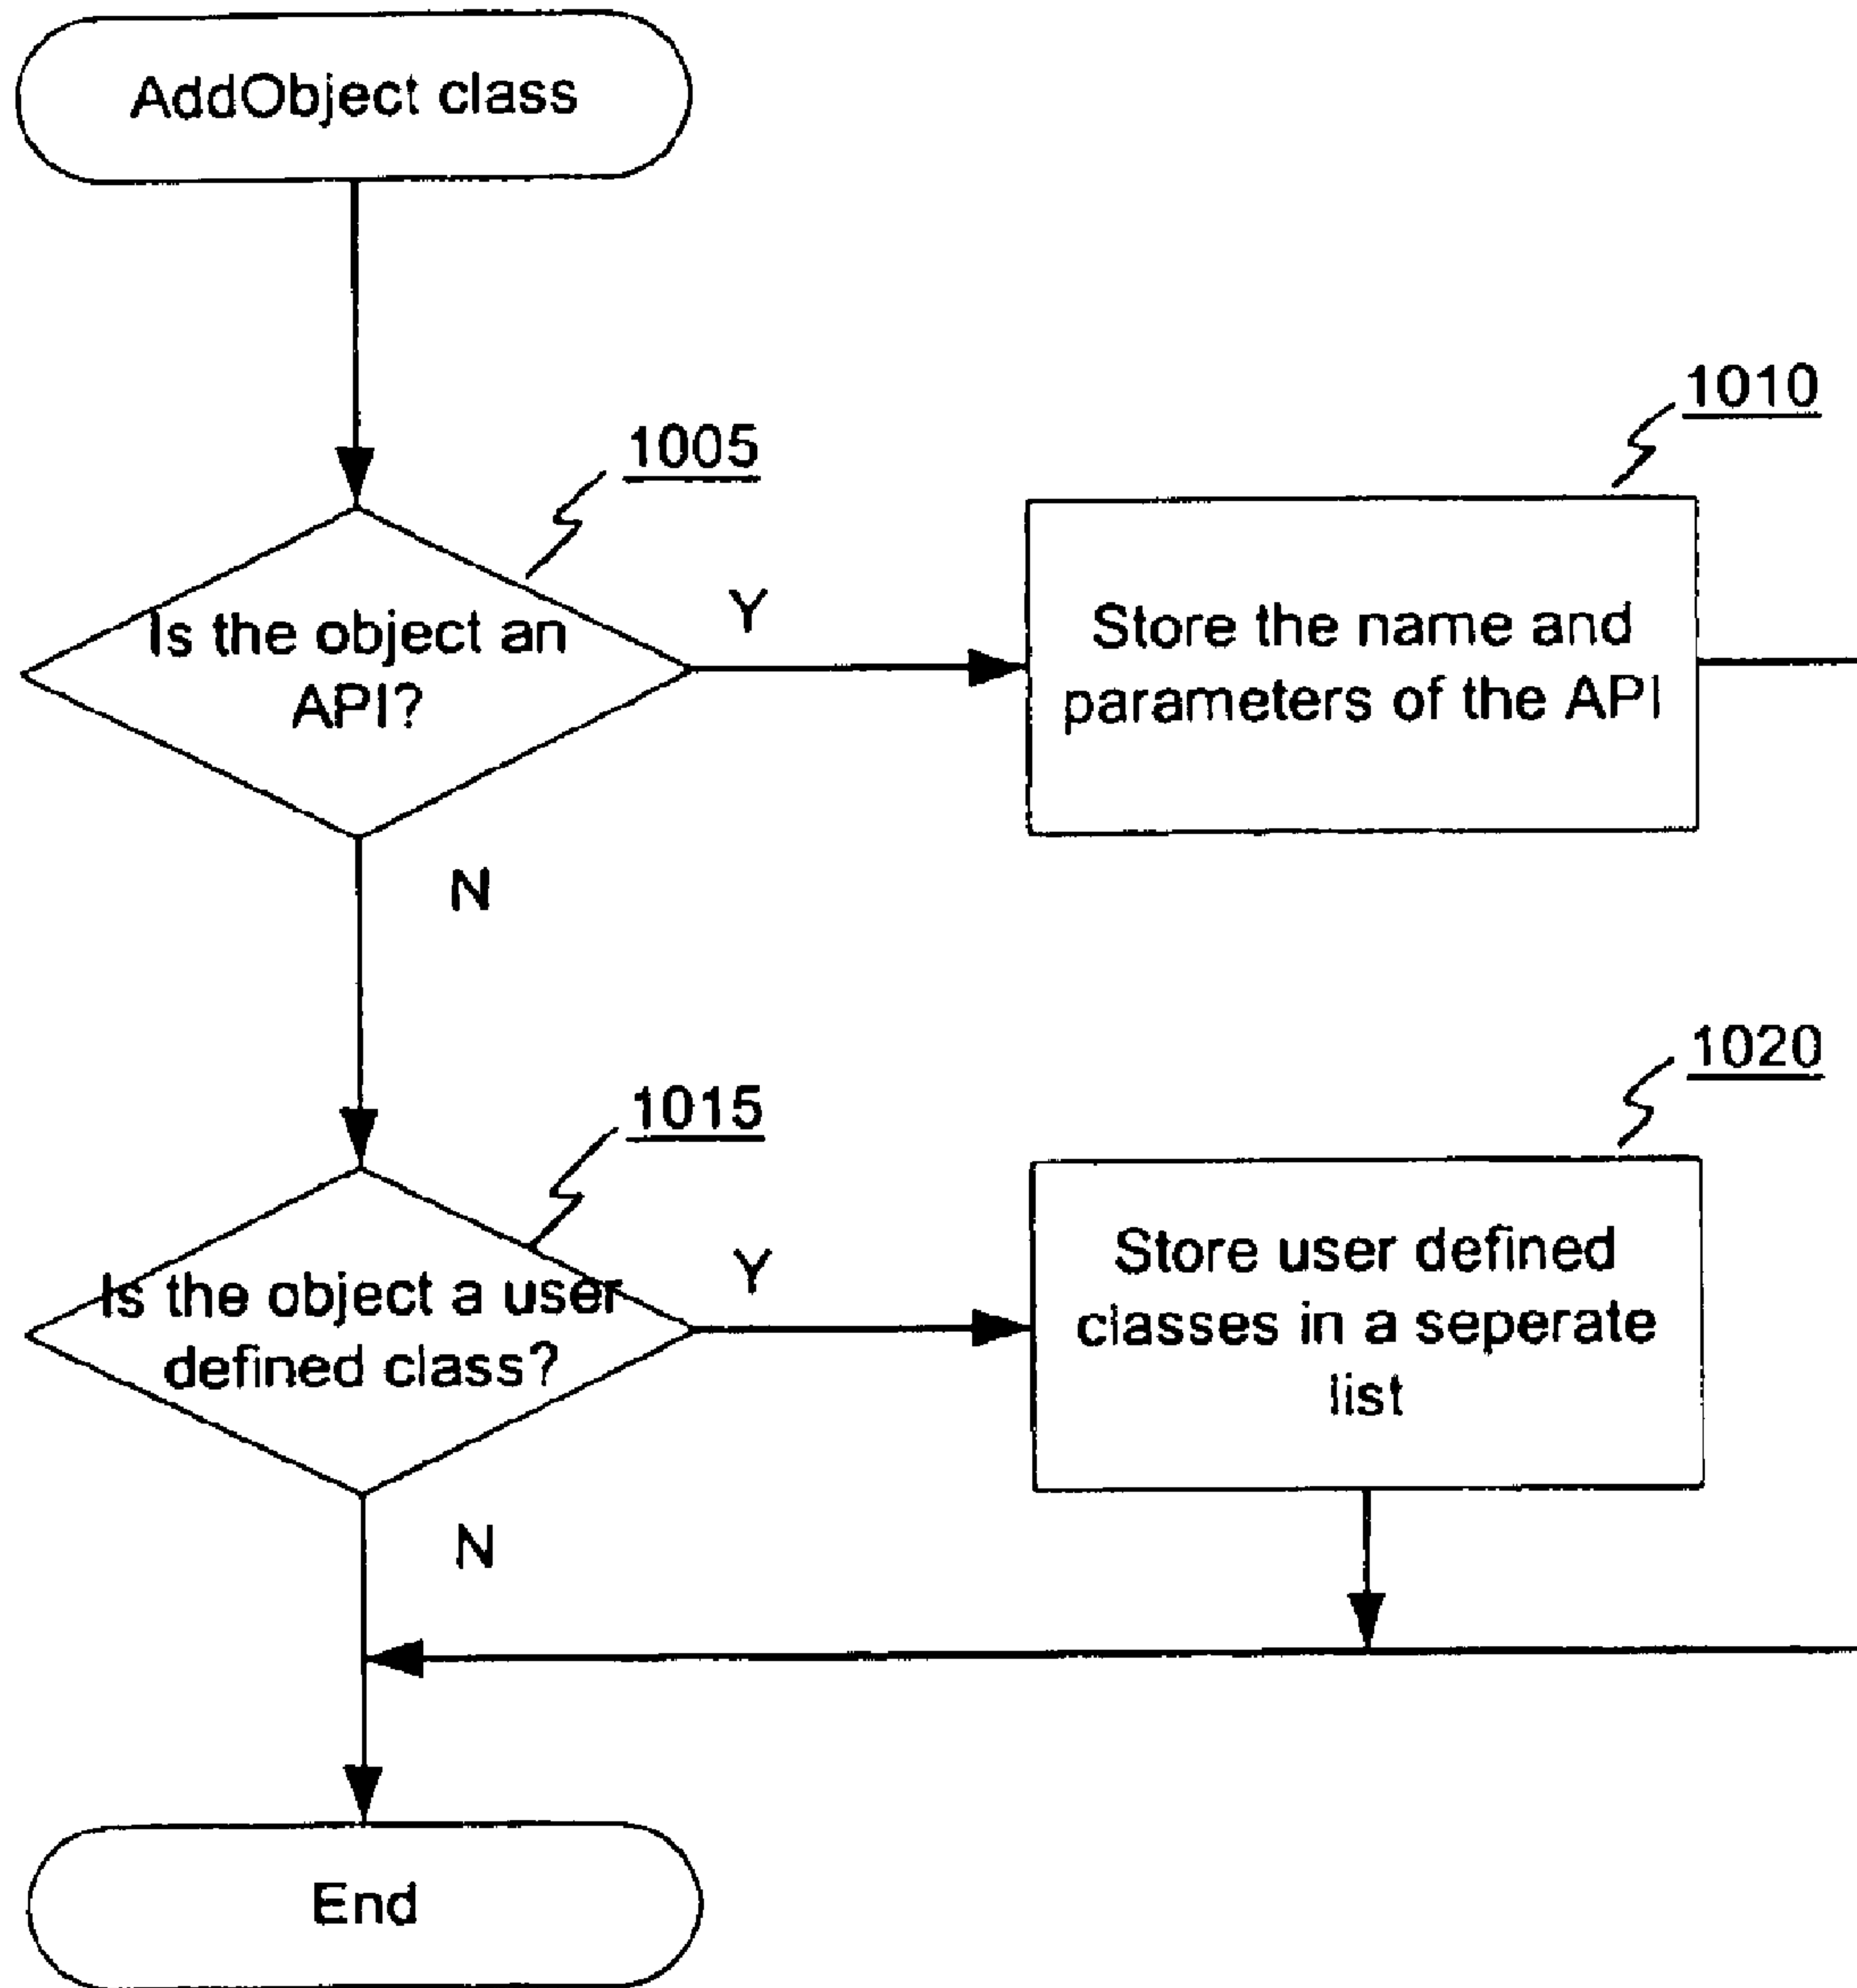 AddObject class
1005
1010
Is the object an
API?
Y
Store the name and
parameters of the API
N
1015
1020
Is the object a user
defined class?
Y
Store user defined
classes in a seperate
list
N
End